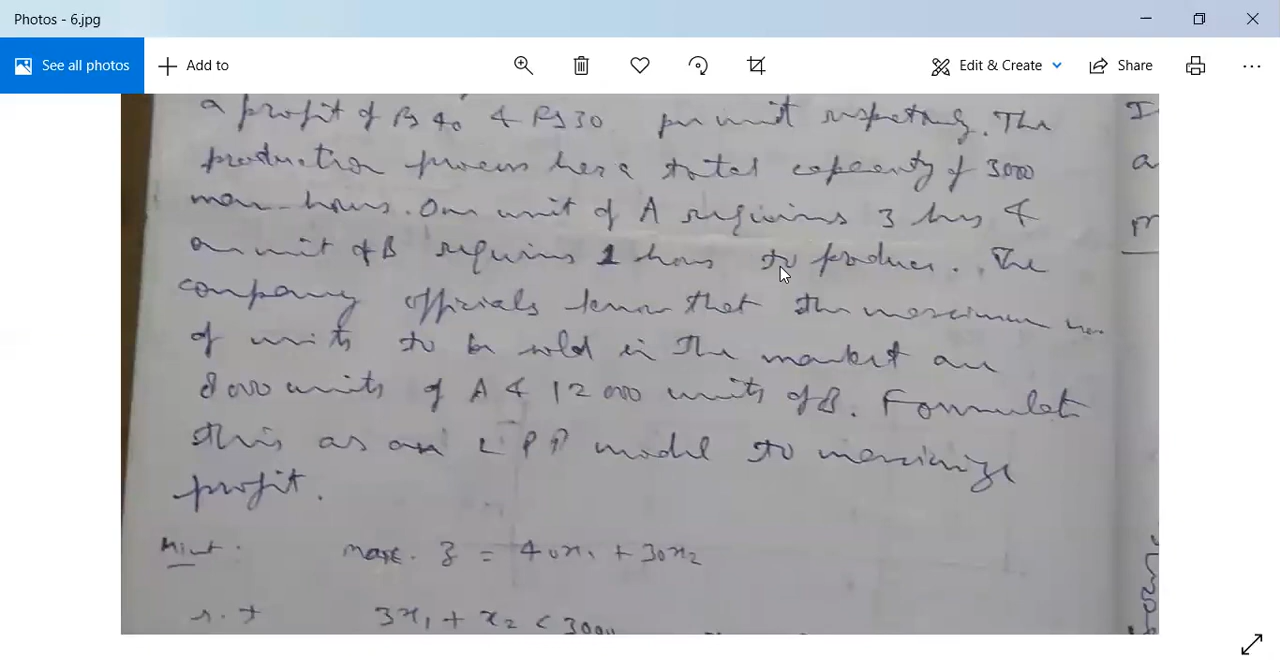 Photos - 6.jpg
See all photos
Add to
Edit & Create
Share
a profit of Rs 40 & Rs 30 per unit respectively. The
production process has a total capacity of 3000
man-hours. One unit of A requires 3 hrs &
one unit of B requires 1 hour to produce. The
company officials know that the maximum no.
of units to be sold in the market are
8000 units of A & 12000 units of B. Formulate
this as an LPP model to maximize
profit.
Hint. max. z = 40x₁ + 30x₂
s.t 3x₁ + x₂ <